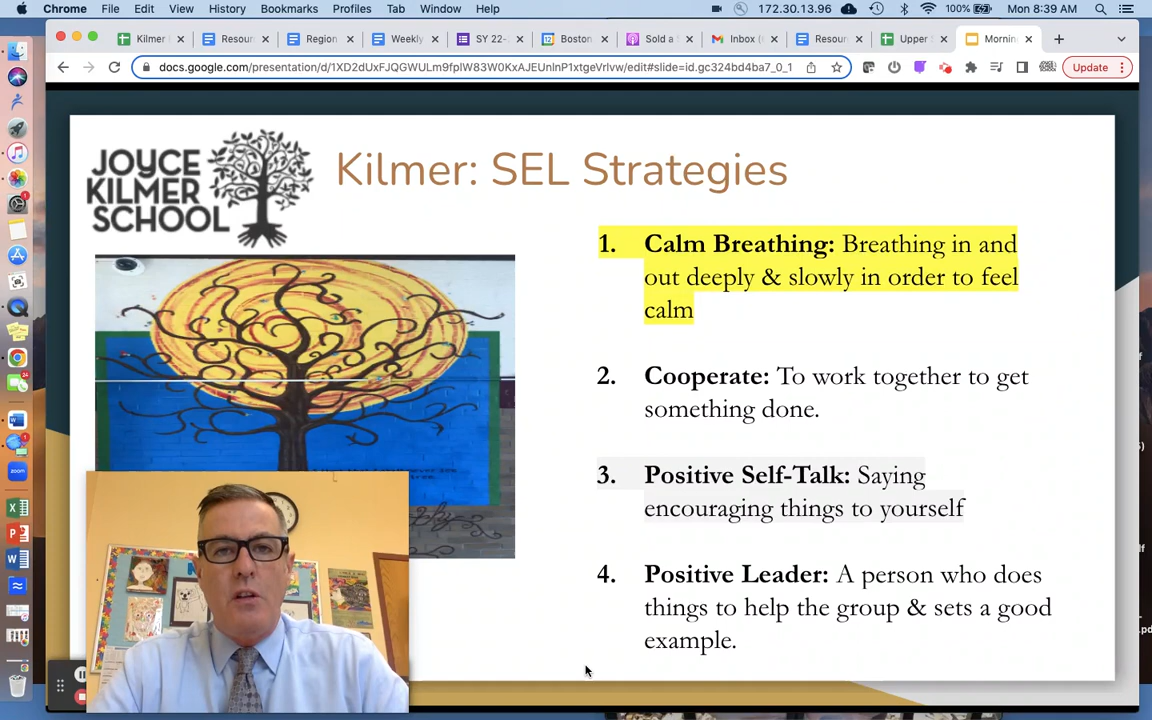 Chrome File Edit View History Bookmarks Profiles Tab Window Help 172.30.13.96 100% Mon 8:39 AM
Kilmer Resour Region Weekly SY 22- Boston Sold a S Inbox ( Resour Upper S Mornin
docs.google.com/presentation/d/1XD2dUxFJQGWULm9fpIW83W0KxAJEUnlnP1xtgeVrIvw/edit#slide=id.gc324bd4ba7_0_1 Update
JOYCE
KILMER
SCHOOL
Kilmer: SEL Strategies
1. Calm Breathing: Breathing in and
out deeply & slowly in order to feel
calm
2. Cooperate: To work together to get
something done.
3. Positive Self-Talk: Saying
encouraging things to yourself
4. Positive Leader: A person who does
things to help the group & sets a good
example.
zoom